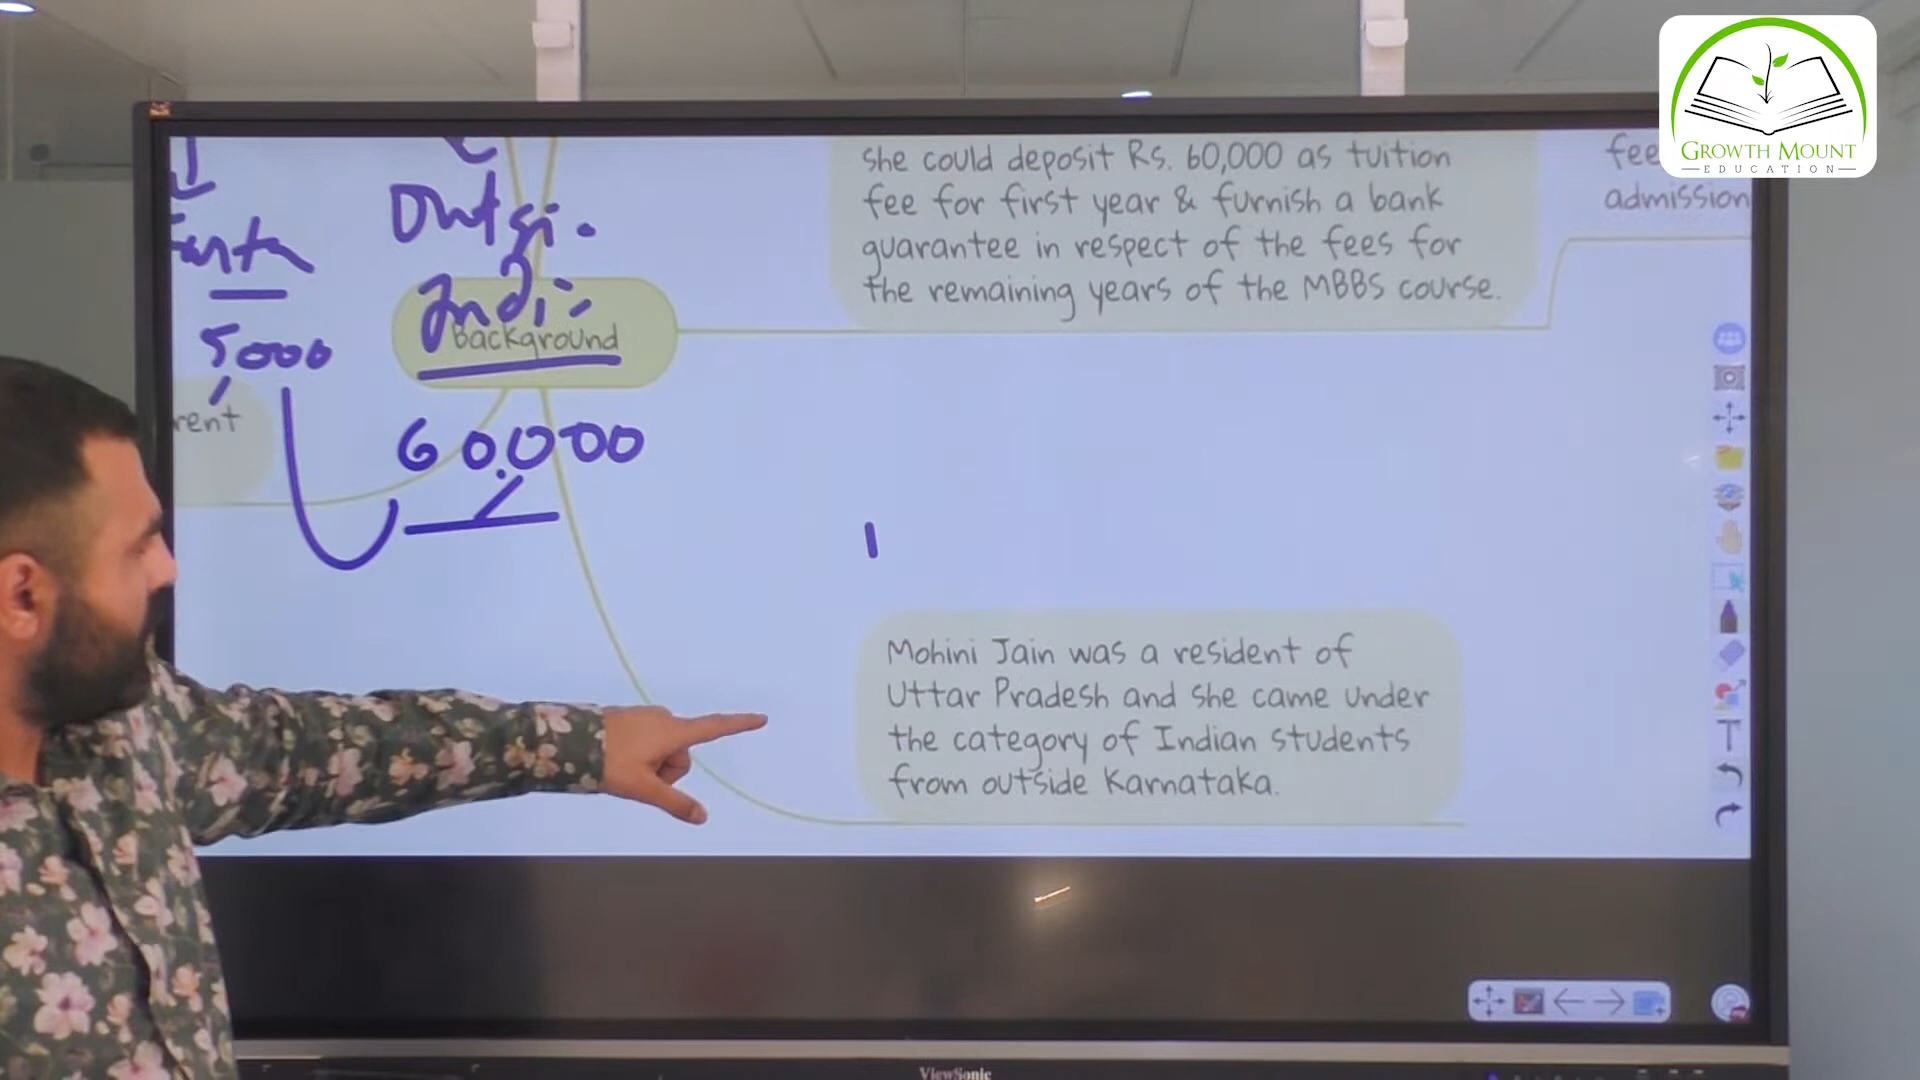 she could deposit Rs. 60,000 as tuition
fee for first year & furnish a bank
guarantee in respect of the fees for
the remaining years of the MBBS course.
fee
admission
GROWTH MOUNT
EDUCATION
5000
Background
rent
60,000
Mohini Jain was a resident of
Uttar Pradesh and she came under
the category of Indian students
from outside Karnataka.
T
ViewSonic